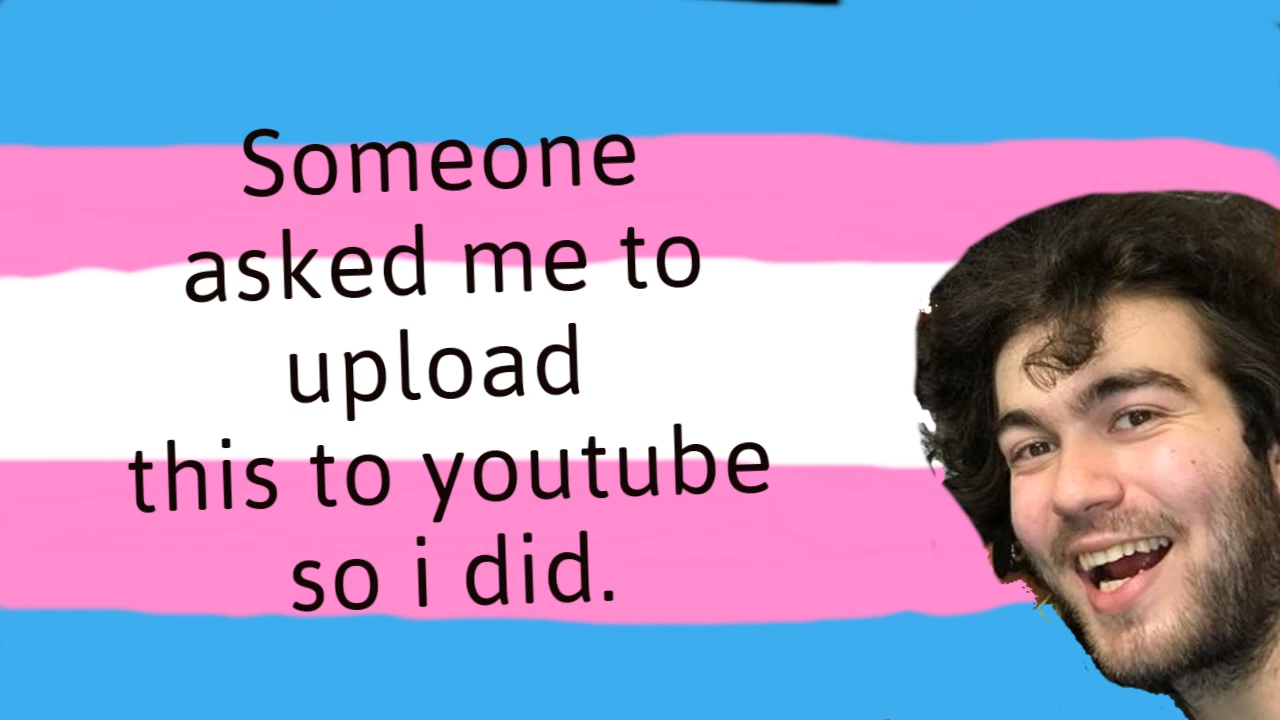 Someone
asked me to
upload
this to youtube
so i did.